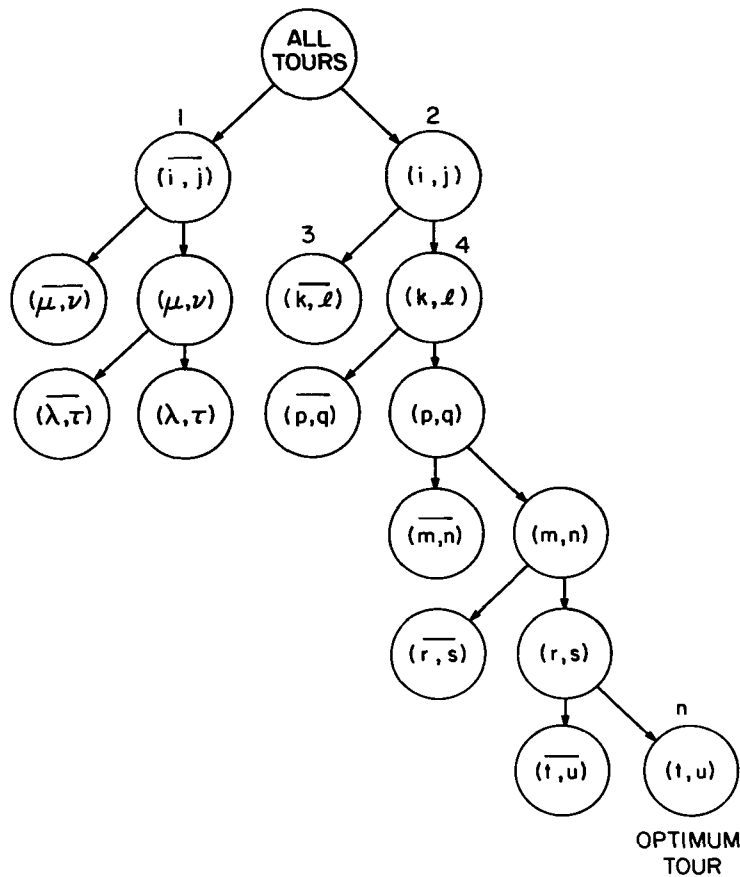 ALL
TOURS
1
2
(i̅ ,̅ j̅)
(i , j)
3
4
(μ̅,̅ν̅)
(μ,ν)
(k̅,̅ ℓ̅)
(k, ℓ)
(λ̅,̅τ̅)
(λ,τ)
(p̅,̅q̅)
(p,q)
(m̅,̅n̅)
(m,n)
(r̅ ,̅ s̅)
(r,s)
n
(t̅ ,̅u̅)
(t,u)
OPTIMUM
TOUR